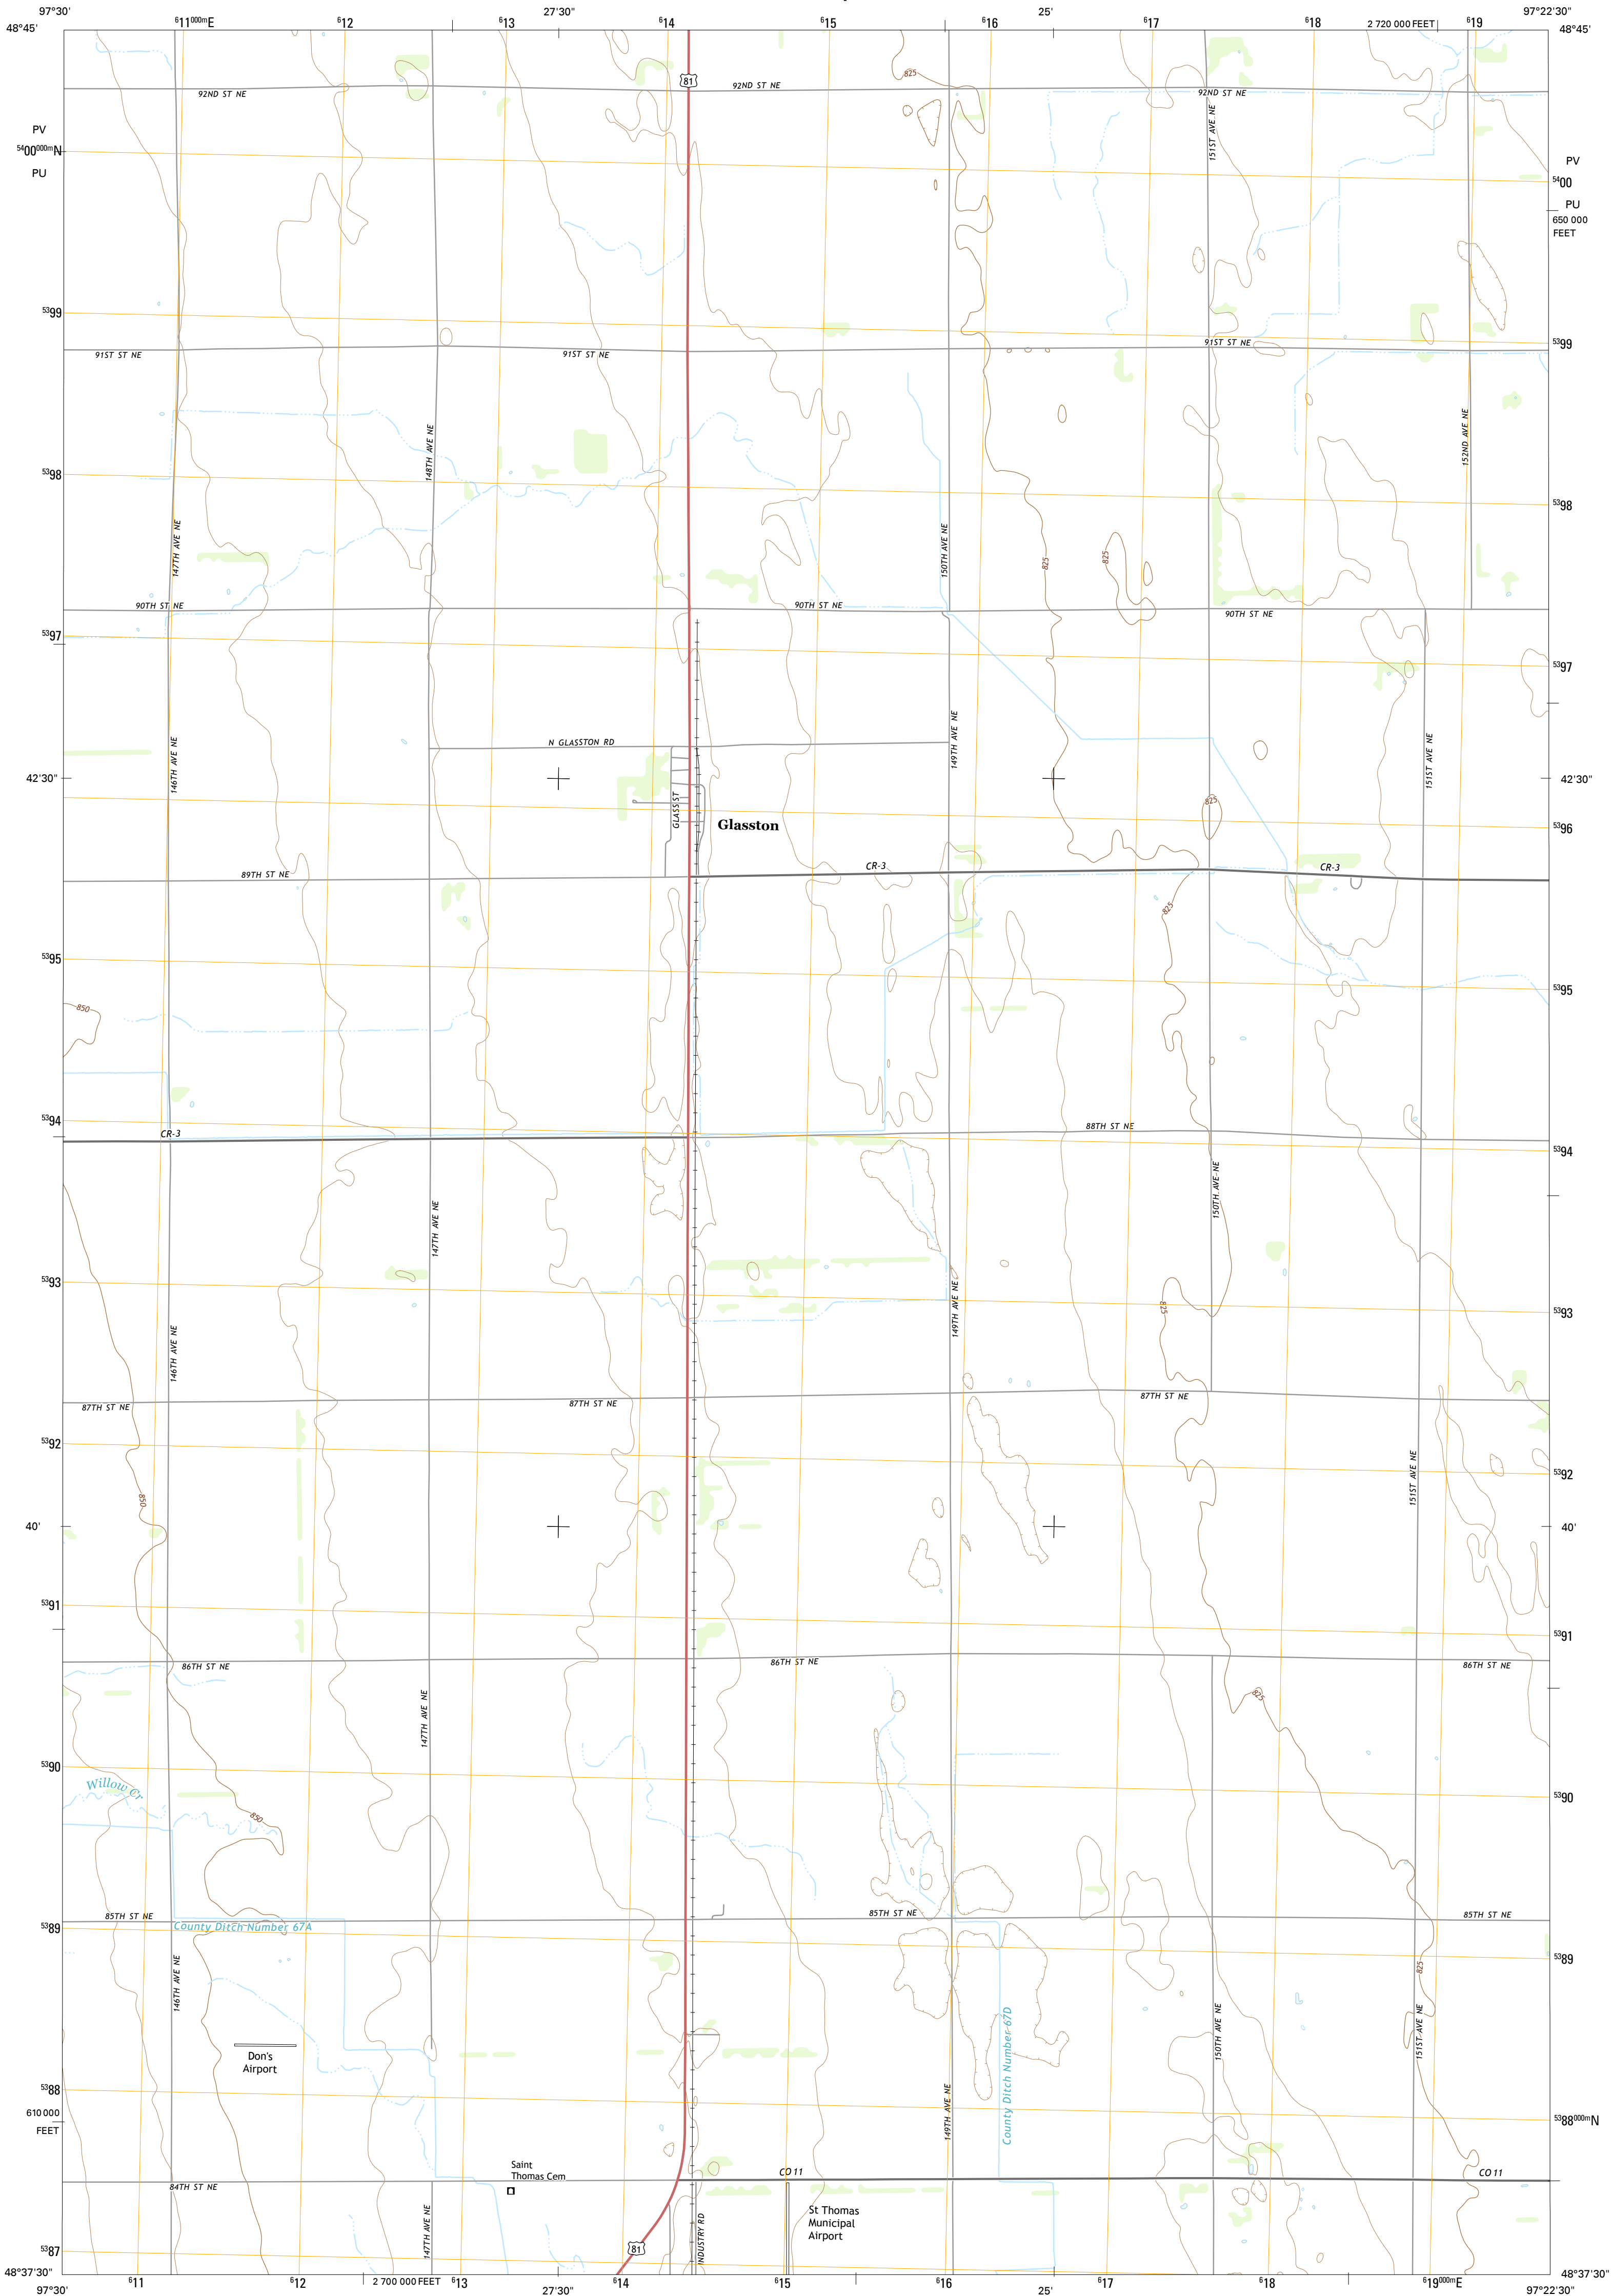 97°30'
⁶11⁰⁰⁰ᵐE
⁶12
⁶13
27'30"
⁶14
⁶15
⁶16
25'
⁶17
⁶18
2 720 000 FEET
⁶19
97°22'30"
48°45'
48°45'
825
81
92ND ST NE
92ND ST NE
92ND ST NE
151ST AVE NE
PV
⁵⁴00⁰⁰⁰ᵐN
PU
PV
⁵⁴00
PU
650 000
FEET
⁵³99
⁵³99
91ST ST NE
91ST ST NE
91ST ST NE
148TH AVE NE
152ND AVE NE
⁵³98
⁵³98
147TH AVE NE
150TH AVE NE
825
825
90TH ST NE
90TH ST NE
90TH ST NE
⁵³97
⁵³97
N GLASSTON RD
146TH AVE NE
149TH AVE NE
151ST AVE NE
42'30"
42'30"
GLASS ST
825
Glasston
⁵³96
CR-3
CR-3
89TH ST NE
825
⁵³95
⁵³95
850
⁵³94
CR-3
88TH ST NE
⁵³94
147TH AVE NE
150TH AVE NE
⁵³93
149TH AVE NE
825
⁵³93
146TH AVE NE
87TH ST NE
87TH ST NE
87TH ST NE
⁵³92
⁵³92
151ST AVE NE
850
40'
40'
⁵³91
⁵³91
86TH ST NE
86TH ST NE
86TH ST NE
147TH AVE NE
825
⁵³90
Willow Cr
⁵³90
850
85TH ST NE
85TH ST NE
85TH ST NE
County Ditch Number 67A
⁵³89
⁵³89
146TH AVE NE
825
County Ditch Number 67D
150TH AVE NE
151ST AVE NE
Don's
Airport
⁵³88
149TH AVE NE
610 000
FEET
⁵³88⁰⁰⁰ᵐN
Saint
Thomas Cem
CO 11
CO 11
84TH ST NE
147TH AVE NE
INDUSTRY RD
St Thomas
Municipal
Airport
81
⁵³87
48°37'30"
48°37'30"
97°30'
⁶11
⁶12
2 700 000 FEET
⁶13
27'30"
⁶14
⁶15
⁶16
25'
⁶17
⁶18
⁶19⁰⁰⁰ᵐE
97°22'30"